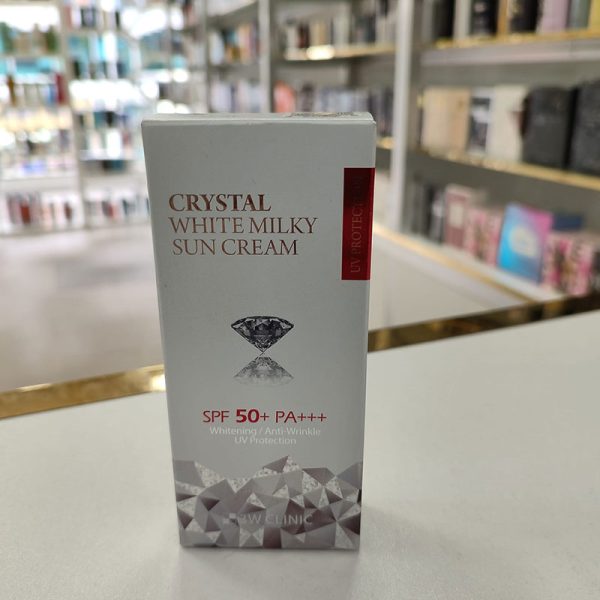 CRYSTAL
WHITE MILKY
SUN CREAM
UV PROTECTION
SPF 50+ PA+++
Whitening / Anti-Wrinkle
UV Protection
3W CLINIC